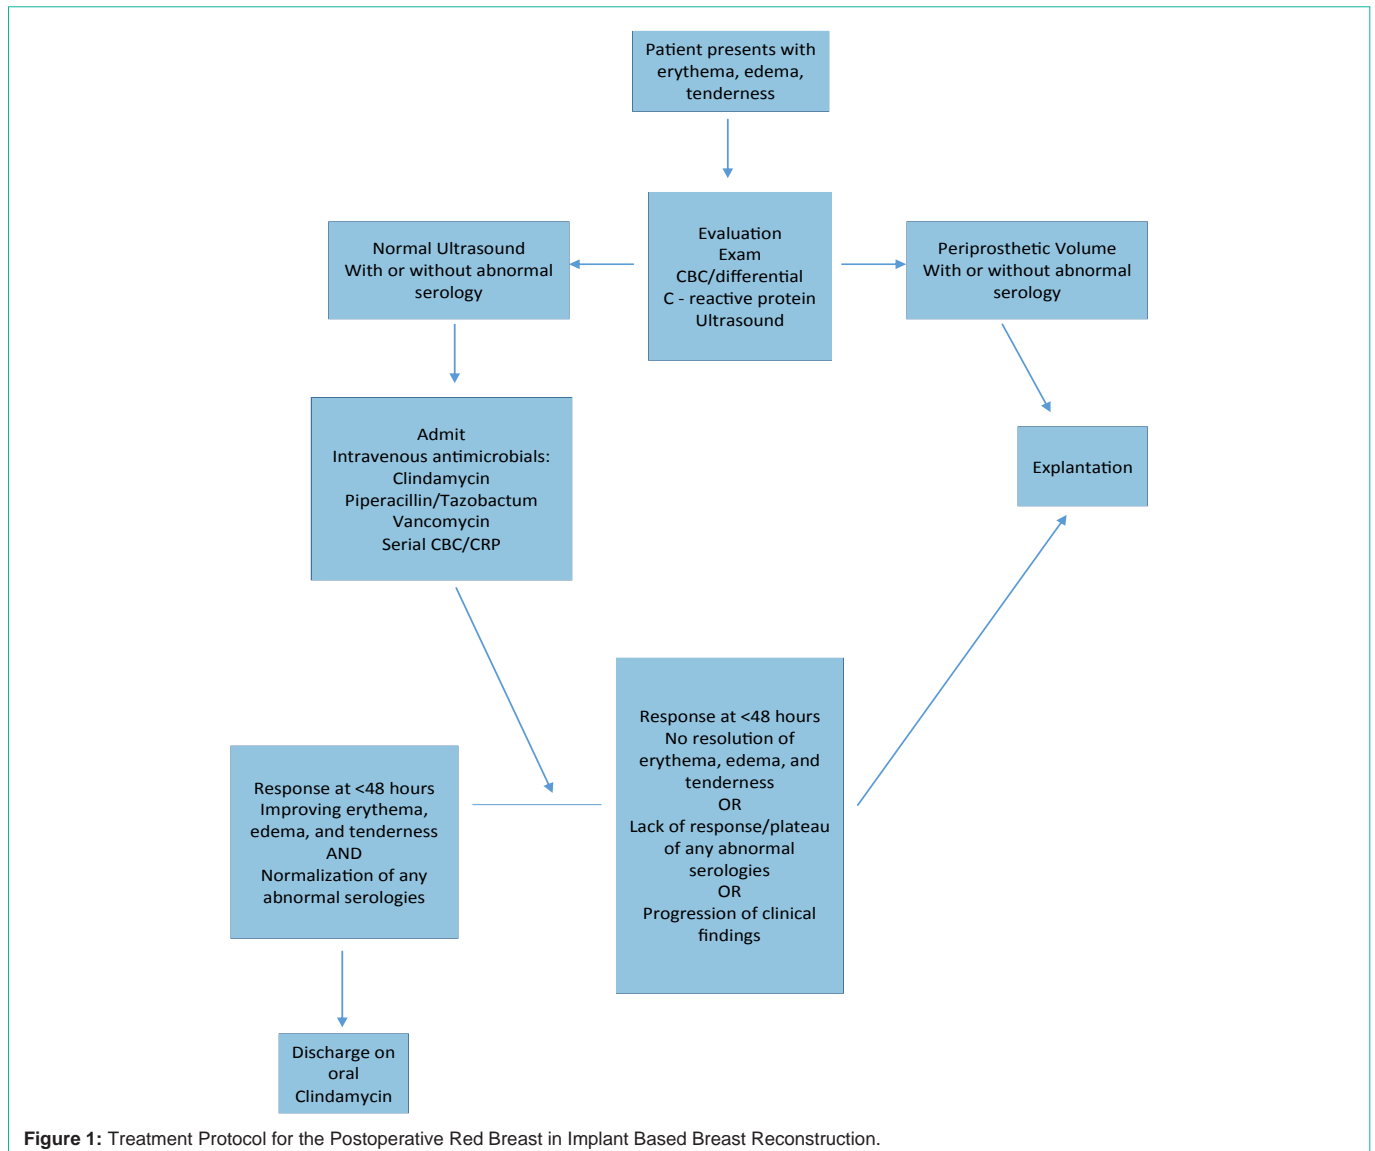 Patient presents with
erythema, edema,
tenderness
Normal Ultrasound
With or without abnormal
serology
Evaluation
Exam
CBC/differential
C - reactive protein
Ultrasound
Periprosthetic Volume
With or without abnormal
serology
Admit
Intravenous antimicrobials:
Clindamycin
Piperacillin/Tazobactum
Vancomycin
Serial CBC/CRP
Explantation
Response at <48 hours
Improving erythema,
edema, and tenderness
AND
Normalization of any
abnormal serologies
Response at <48 hours
No resolution of
erythema, edema, and
tenderness
OR
Lack of response/plateau
of any abnormal
serologies
OR
Progression of clinical
findings
Discharge on
oral
Clindamycin
Figure 1: Treatment Protocol for the Postoperative Red Breast in Implant Based Breast Reconstruction.